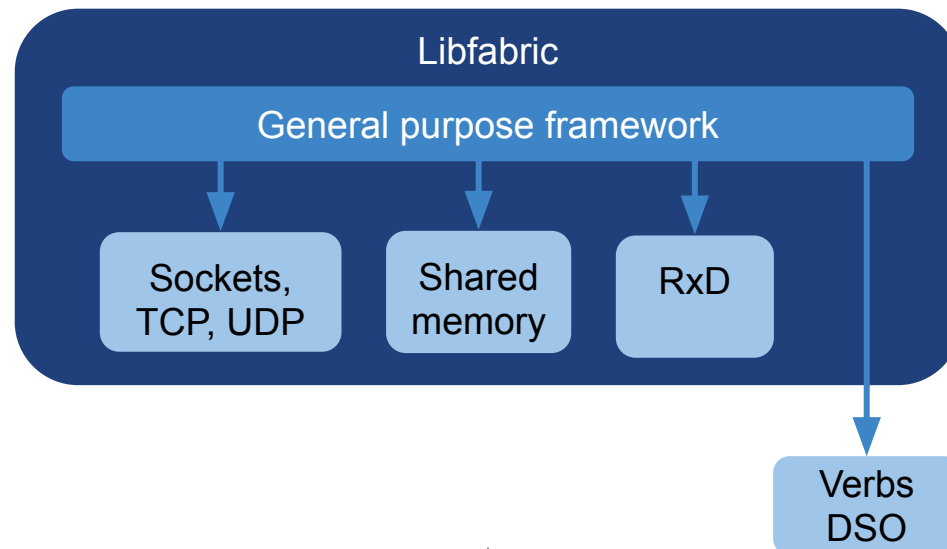 Libfabric
General purpose framework
Sockets,
TCP, UDP
Shared
memory
RxD
Verbs
DSO